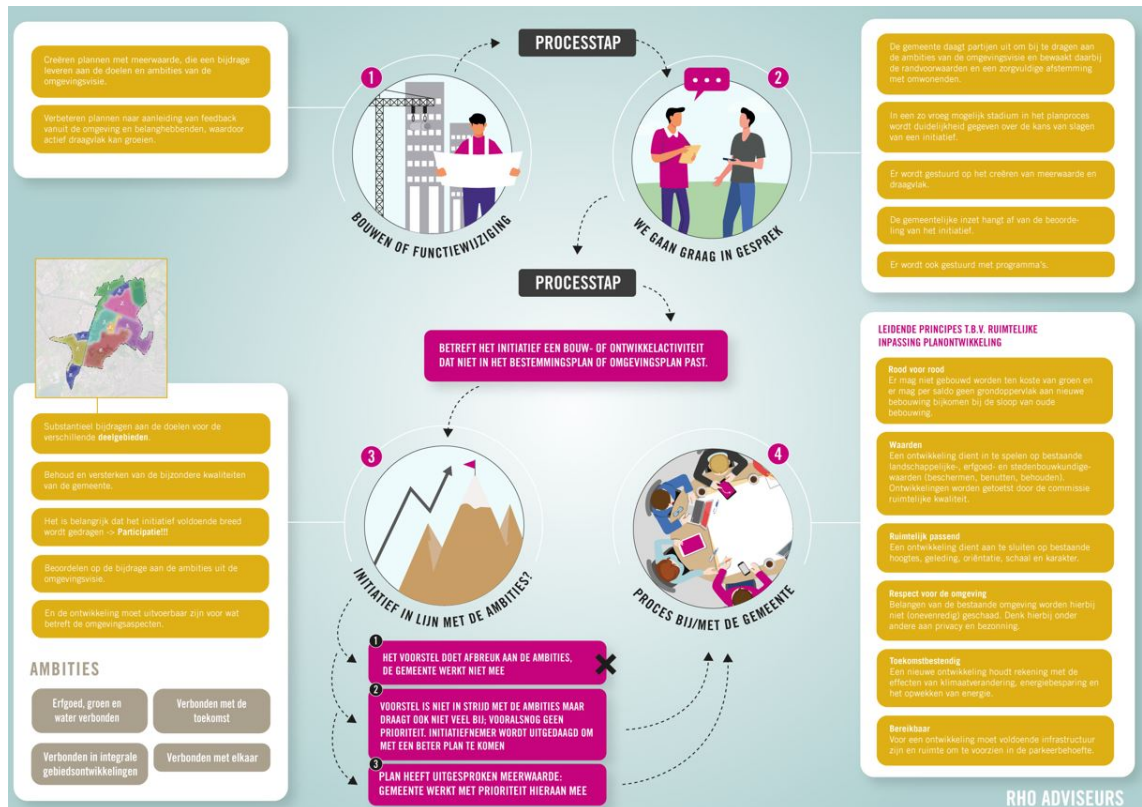 Creëren plannen met meerwaarde, die een bijdrage
leveren aan de doelen en ambities van de
omgevingsvisie.
Verbeteren plannen naar aanleiding van feedback
vanuit de omgeving en belanghebbenden, waardoor
actief draagvlak kan groeien.
PROCESSTAP
1
BOUWEN OF FUNCTIEWIJZIGING
2
WE GAAN GRAAG IN GESPREK
De gemeente daagt partijen uit om bij te dragen aan
de ambities van de omgevingsvisie en bewaakt daarbij
de randvoorwaarden en een zorgvuldige afstemming
met omwonenden.
In een zo vroeg mogelijk stadium in het planproces
wordt duidelijkheid gegeven over de kans van slagen
van een initiatief.
Er wordt gestuurd op het creëren van meerwaarde en
draagvlak.
De gemeentelijke inzet hangt af van de beoorde-
ling van het initiatief.
Er wordt ook gestuurd met programma's.
PROCESSTAP
BETREFT HET INITIATIEF EEN BOUW- OF ONTWIKKELACTIVITEIT
DAT NIET IN HET BESTEMMINGSPLAN OF OMGEVINGSPLAN PAST.
Substantieel bijdragen aan de doelen voor de
verschillende deelgebieden.
Behoud en versterken van de bijzondere kwaliteiten
van de gemeente.
Het is belangrijk dat het initiatief voldoende breed
wordt gedragen -> Participatie!!!
Beoordelen op de bijdrage aan de ambities uit de
omgevingsvisie.
En de ontwikkeling moet uitvoerbaar zijn voor wat
betreft de omgevingsaspecten.
AMBITIES
Erfgoed, groen en
water verbonden
Verbonden met de
toekomst
Verbonden in integrale
gebiedsontwikkelingen
Verbonden met elkaar
3
INITIATIEF IN LIJN MET DE AMBITIES?
4
PROCES BIJ/MET DE GEMEENTE
1
HET VOORSTEL DOET AFBREUK AAN DE AMBITIES,
DE GEMEENTE WERKT NIET MEE
2
VOORSTEL IS NIET IN STRIJD MET DE AMBITIES MAAR
DRAAGT OOK NIET VEEL BIJ; VOORALSNOG GEEN
PRIORITEIT. INITIATIEFNEMER WORDT UITGEDAAGD OM
MET EEN BETER PLAN TE KOMEN
3
PLAN HEEFT UITGESPROKEN MEERWAARDE:
GEMEENTE WERKT MET PRIORITEIT HIERAAN MEE
LEIDENDE PRINCIPES T.B.V. RUIMTELIJKE
INPASSING PLANONTWIKKELING
Rood voor rood
Er mag niet gebouwd worden ten koste van groen en
er mag per saldo geen grondoppervlak aan nieuwe
bebouwing bijkomen bij de sloop van oude
bebouwing.
Waarden
Een ontwikkeling dient in te spelen op bestaande
landschappelijke-, erfgoed- en stedenbouwkundige-
waarden (beschermen, benutten, behouden).
Ontwikkelingen worden getoetst door de commissie
ruimtelijke kwaliteit.
Ruimtelijk passend
Een ontwikkeling dient aan te sluiten op bestaande
hoogtes, geleding, oriëntatie, schaal en karakter.
Respect voor de omgeving
Belangen van de bestaande omgeving worden hierbij
niet (onevenredig) geschaad. Denk hierbij onder
andere aan privacy en bezonning.
Toekomstbestendig
Een nieuwe ontwikkeling houdt rekening met de
effecten van klimaatverandering, energiebesparing en
het opwekken van energie.
Bereikbaar
Voor een ontwikkeling moet voldoende infrastructuur
zijn en ruimte om te voorzien in de parkeerbehoefte.
RHO ADVISEURS